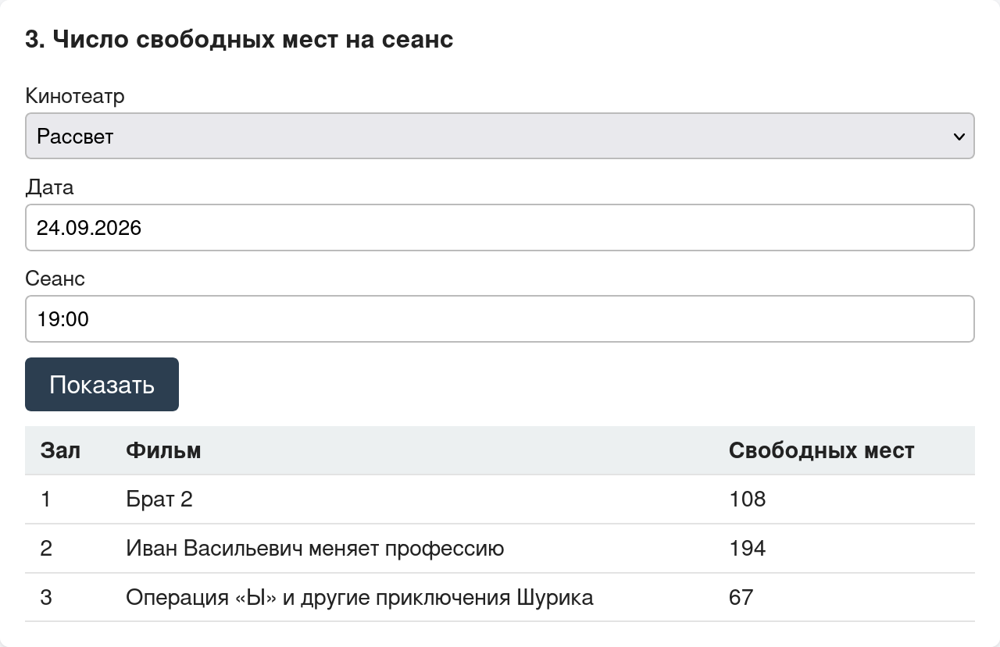 3. Число свободных мест на сеанс
Кинотеатр
Рассвет
Дата
24.09.2026
Сеанс
19:00
Показать
Зал Фильм Свободных мест
1 Брат 2 108
2 Иван Васильевич меняет профессию 194
3 Операция «Ы» и другие приключения Шурика 67